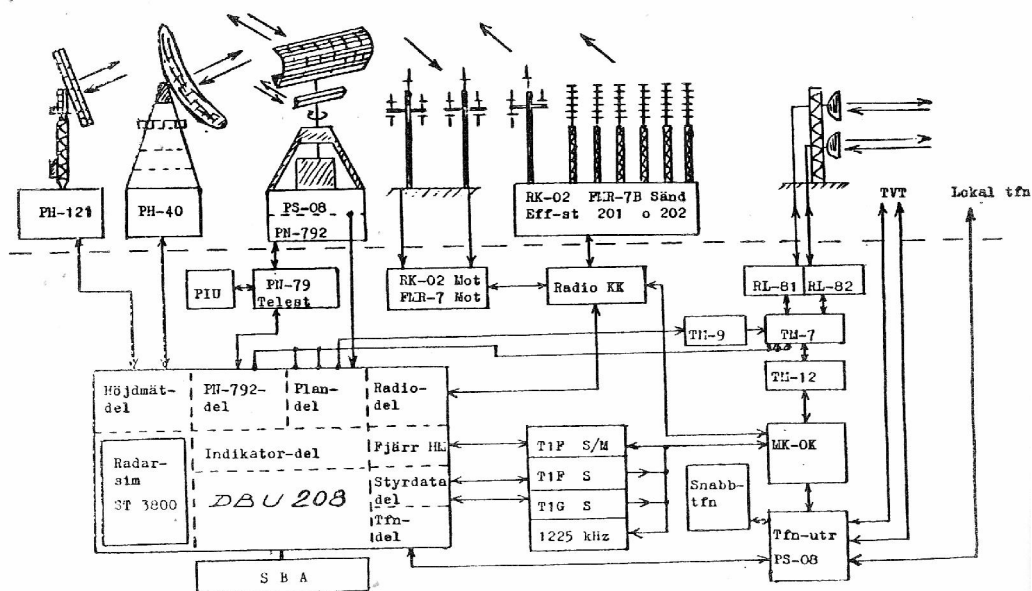 TVT
Lokal tfn
PH-121
PH-40
PS-08
PN-792
RK-02 FMR-7B Sänd
Eff-st 201 o 202
PIU
PN-79
Telest
RK-02 Mot
FMR-7 Mot
Radio KK
RL-81
RL-82
TM-9
TM-7
TM-12
Höjdmät-
del
PN-792-
del
Plan-
del
Radio-
del
Indikator-del
Fjärr HM
Radar-
sim
ST 3800
DBU 208
Styrdata
del
Tfn-
del
T1F S/M
T1F S
T1G S
1225 kHz
MK-OK
Snabb-
tfn
Tfn-utr
PS-08
S B A